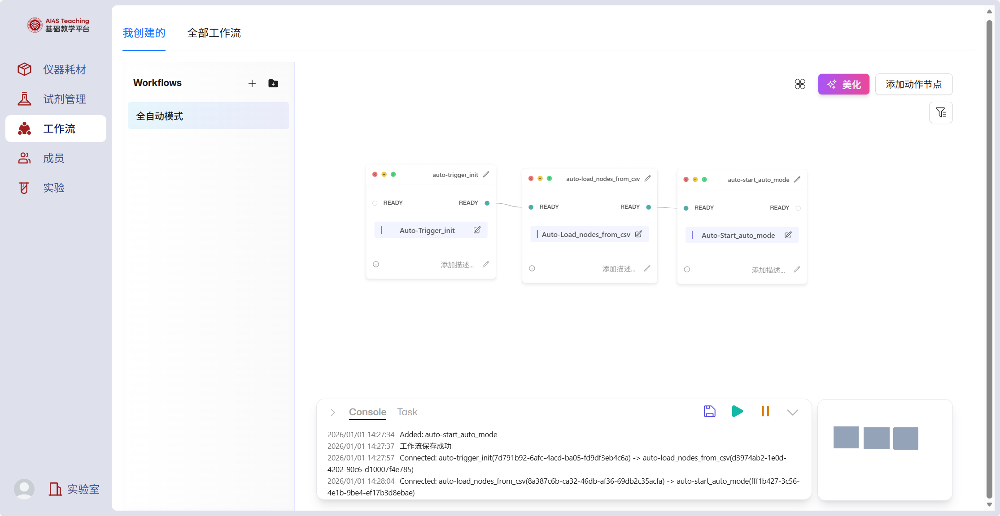 AI4S Teaching
基础教学平台
仪器耗材
试剂管理
工作流
成员
实验
实验室
我创建的
全部工作流
Workflows
全自动模式
美化
添加动作节点
auto-trigger_init
READY
READY
Auto-Trigger_init
添加描述...
auto-load_nodes_from_csv
READY
READY
Auto-Load_nodes_from_csv
添加描述...
auto-start_auto_mode
READY
READY
Auto-Start_auto_mode
添加描述...
Console
Task
2026/01/01 14:27:34 Added: auto-start_auto_mode
2026/01/01 14:27:37 工作流保存成功
2026/01/01 14:27:57 Connected: auto-trigger_init(7d791b92-6afc-4acd-ba05-fd9df3eb4c6a) -> auto-load_nodes_from_csv(d3974ab2-1e0d-
4202-90c6-d10007f4e785)
2026/01/01 14:28:04 Connected: auto-load_nodes_from_csv(8a387c6b-ca32-46db-af36-69db2c35acfa) -> auto-start_auto_mode(fff1b427-3c56-
4e1b-9be4-ef17b3d8ebae)